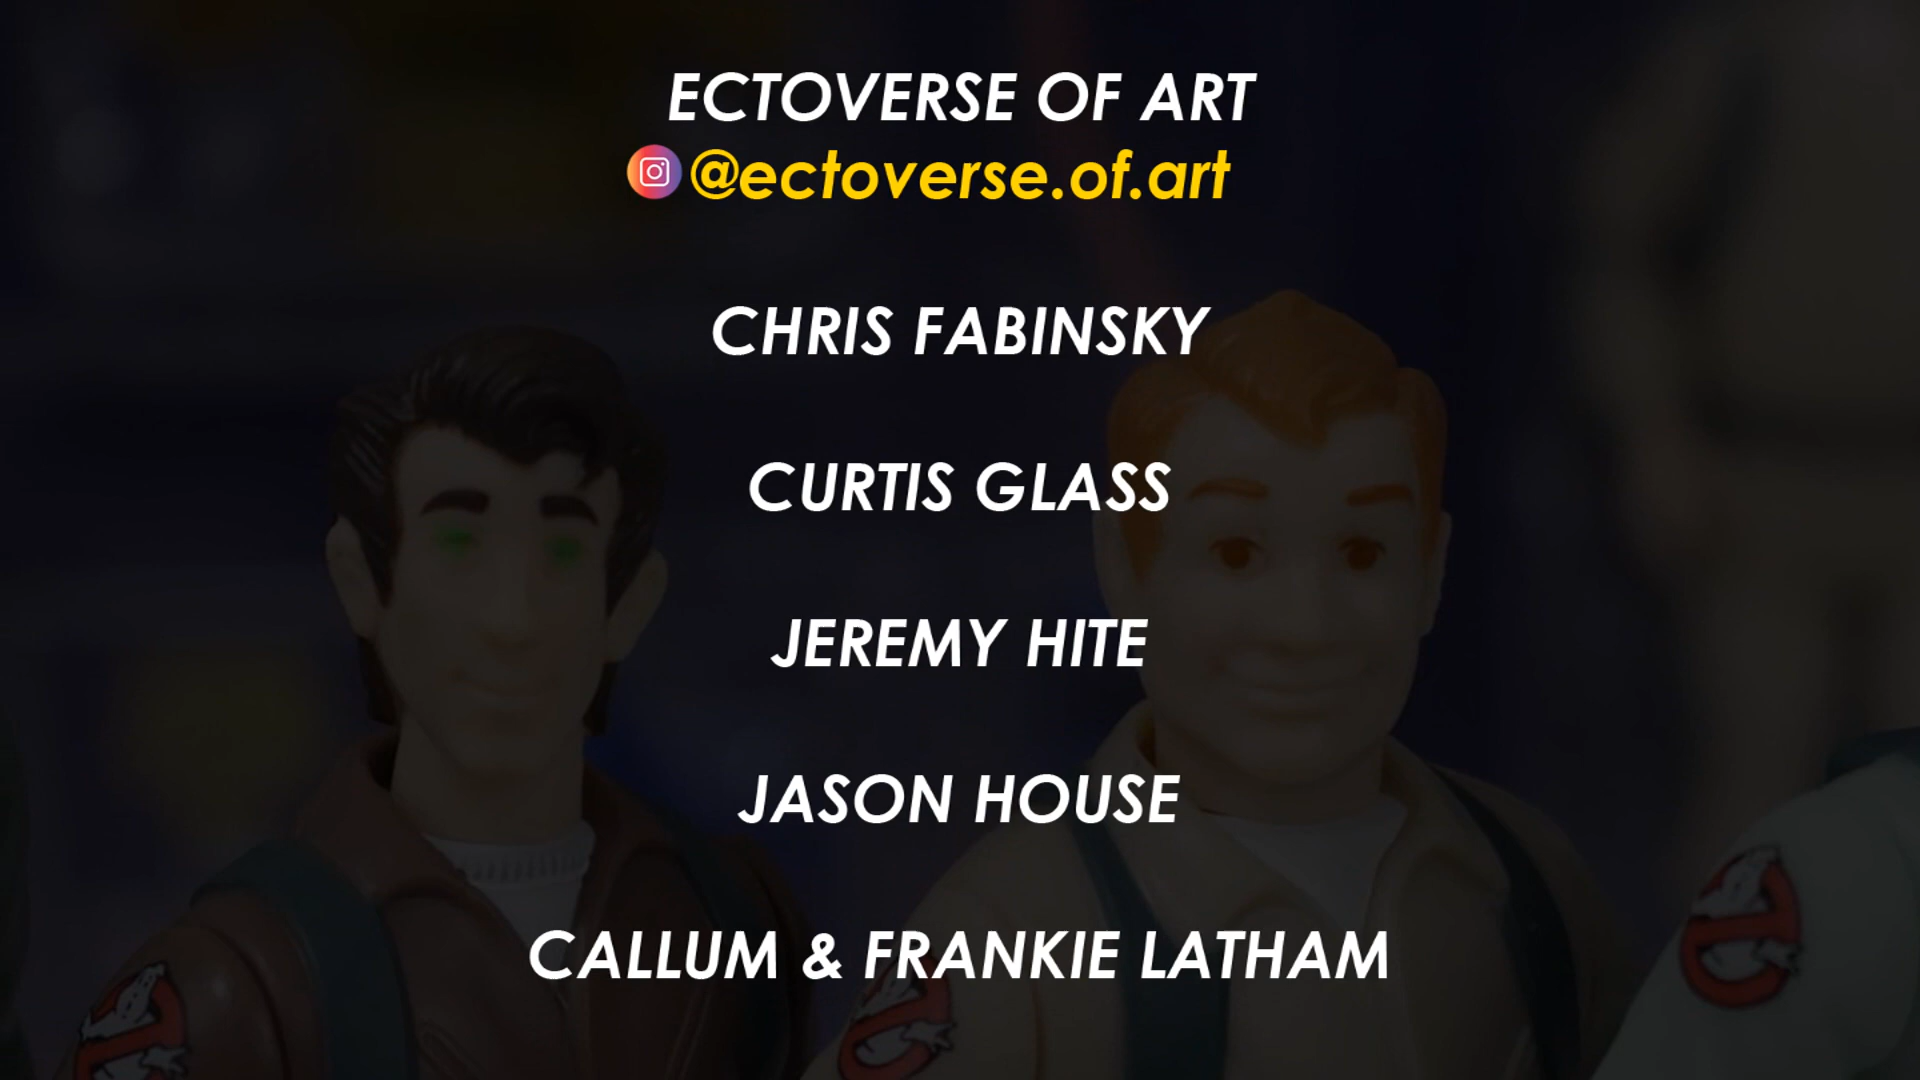 ECTOVERSE OF ART
@ectoverse.of.art
CHRIS FABINSKY
CURTIS GLASS
JEREMY HITE
JASON HOUSE
CALLUM & FRANKIE LATHAM